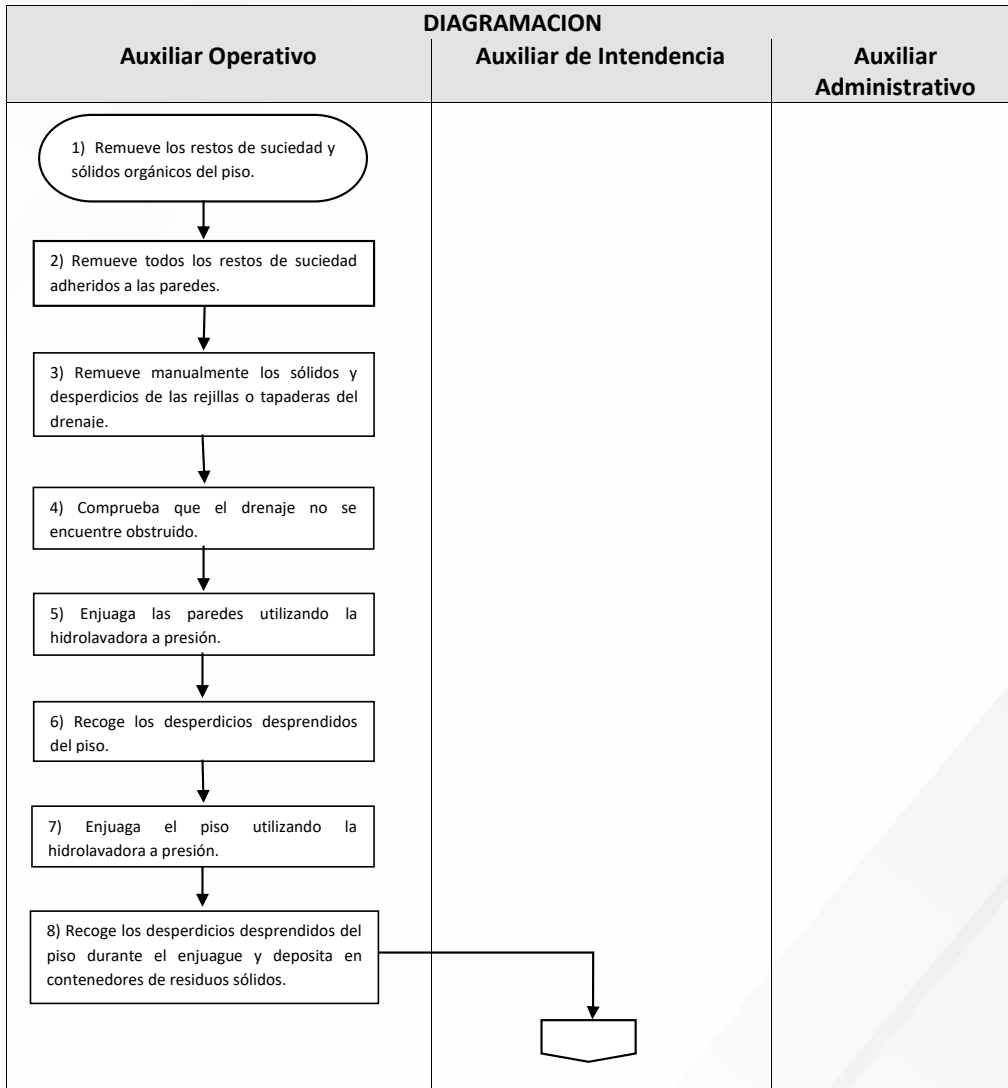 DIAGRAMACION
Auxiliar Operativo
Auxiliar de Intendencia
Auxiliar
Administrativo
1) Remueve los restos de suciedad y
sólidos orgánicos del piso.
2) Remueve todos los restos de suciedad
adheridos a las paredes.
3) Remueve manualmente los sólidos y
desperdicios de las rejillas o tapaderas del
drenaje.
4) Comprueba que el drenaje no se
encuentre obstruido.
5) Enjuaga las paredes utilizando la
hidrolavadora a presión.
6) Recoge los desperdicios desprendidos
del piso.
7) Enjuaga el piso utilizando la
hidrolavadora a presión.
8) Recoge los desperdicios desprendidos del
piso durante el enjuague y deposita en
contenedores de residuos sólidos.